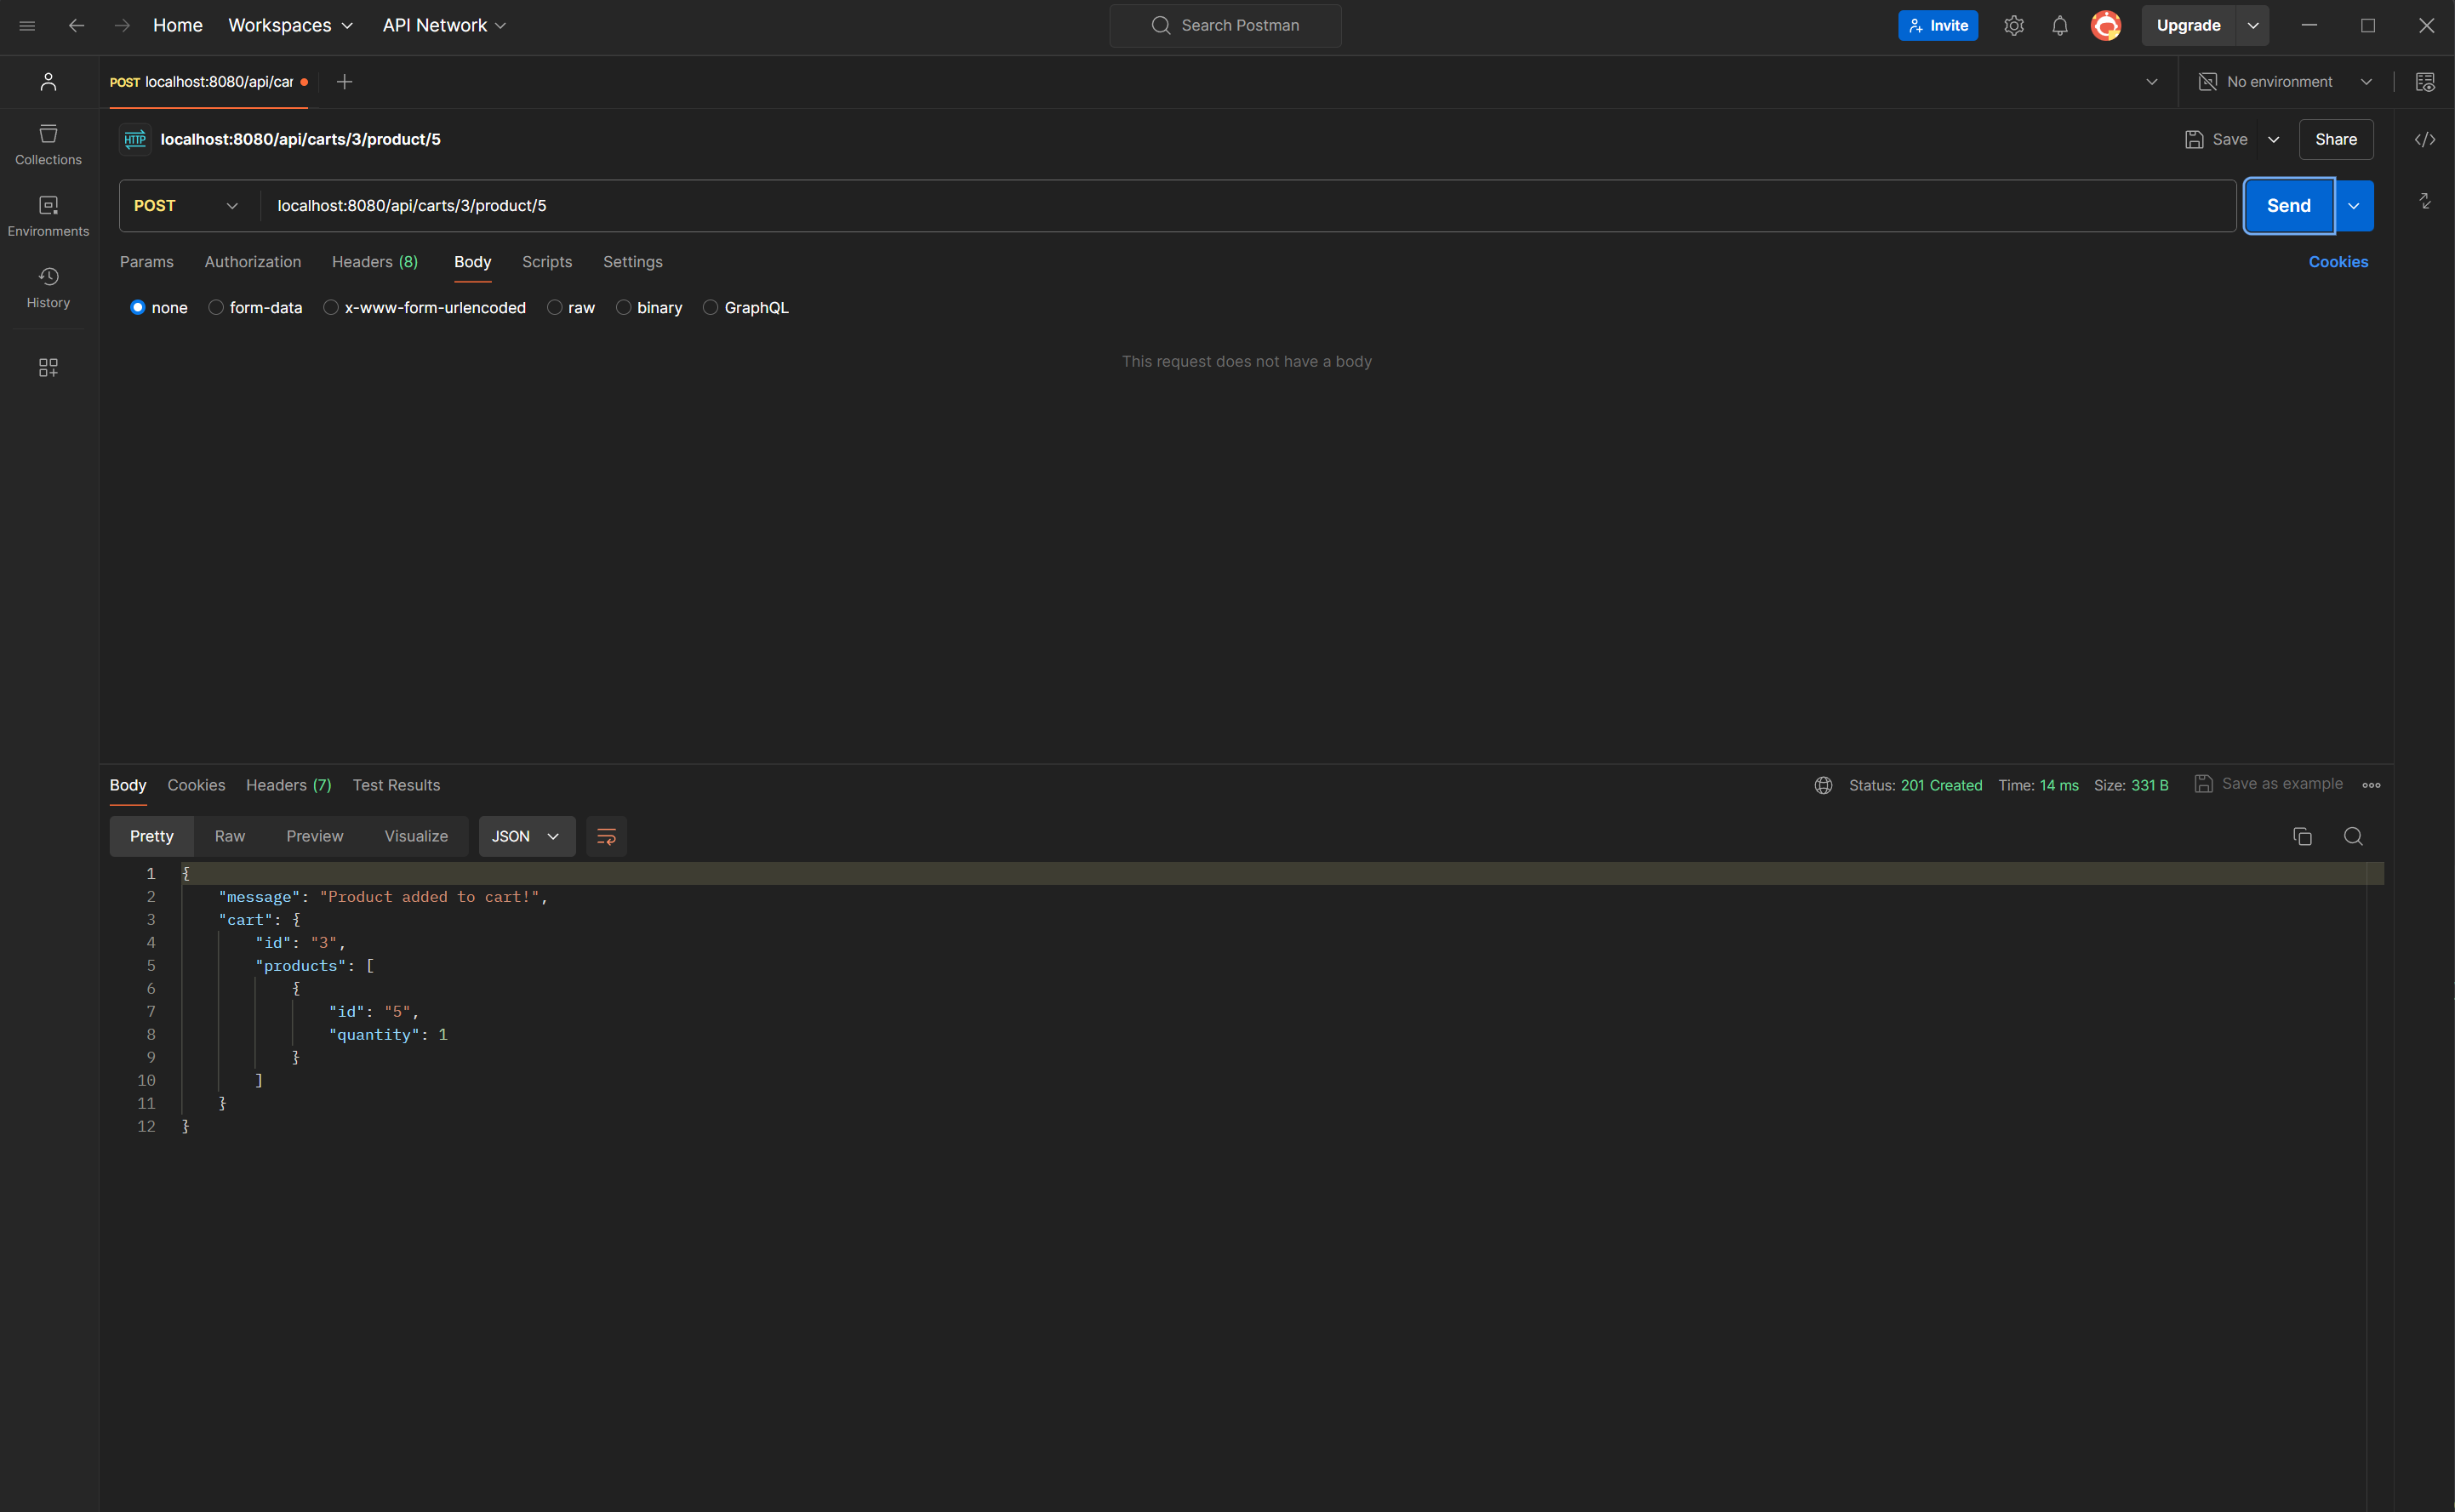 Home Workspaces API Network Search Postman Invite Upgrade
POST localhost:8080/api/car No environment
Collections
Environments
History
HTTP localhost:8080/api/carts/3/product/5 Save Share
POST localhost:8080/api/carts/3/product/5 Send
Params Authorization Headers (8) Body Scripts Settings Cookies
none form-data x-www-form-urlencoded raw binary GraphQL
This request does not have a body
Body Cookies Headers (7) Test Results Status: 201 Created Time: 14 ms Size: 331 B Save as example
Pretty Raw Preview Visualize JSON
1 {
2 "message": "Product added to cart!",
3 "cart": {
4 "id": "3",
5 "products": [
6 {
7 "id": "5",
8 "quantity": 1
9 }
10 ]
11 }
12 }